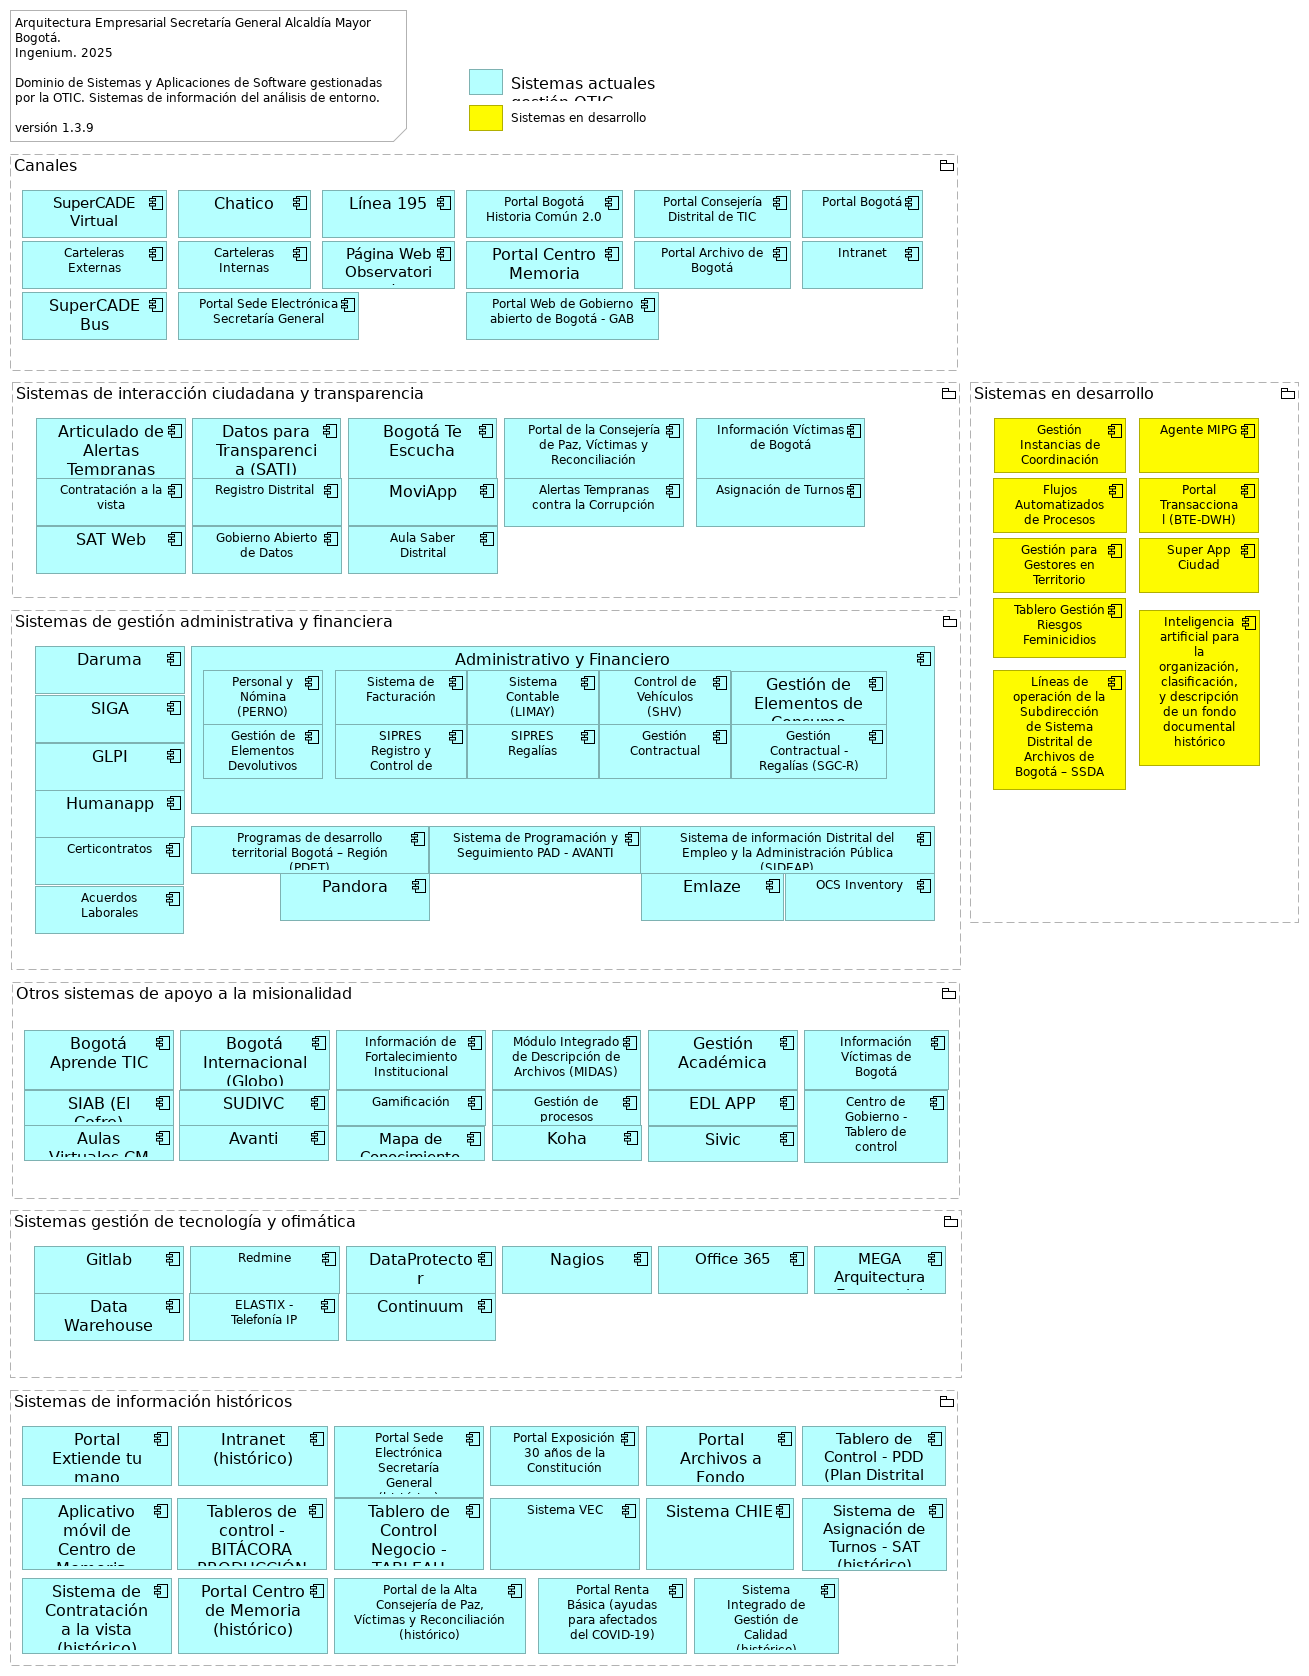 Arquitectura Empresarial Secretaría General Alcaldía Mayor
Bogotá.
Ingenium. 2025
Dominio de Sistemas y Aplicaciones de Software gestionadas
por la OTIC. Sistemas de información del análisis de entorno.
versión 1.3.9
Sistemas actuales
gestión OTIC
Sistemas en desarrollo
Canales
SuperCADE
Virtual
Chatico
Línea 195
Portal Bogotá
Historia Común 2.0
Portal Consejería
Distrital de TIC
Portal Bogotá
Carteleras
Externas
Carteleras
Internas
Página Web
Observatori
Portal Centro
Memoria
Portal Archivo de
Bogotá
Intranet
SuperCADE
Bus
Portal Sede Electrónica
Secretaría General
Portal Web de Gobierno
abierto de Bogotá - GAB
Sistemas de interacción ciudadana y transparencia
Articulado de
Alertas
Tempranas
Datos para
Transparenci
a (SATI)
Bogotá Te
Escucha
Portal de la Consejería
de Paz, Víctimas y
Reconciliación
Información Víctimas
de Bogotá
Contratación a la
vista
Registro Distrital
MoviApp
Alertas Tempranas
contra la Corrupción
Asignación de Turnos
SAT Web
Gobierno Abierto
de Datos
Aula Saber
Distrital
Sistemas en desarrollo
Gestión
Instancias de
Coordinación
Agente MIPG
Flujos
Automatizados
de Procesos
Portal
Transacciona
l (BTE-DWH)
Gestión para
Gestores en
Territorio
Super App
Ciudad
Tablero Gestión
Riesgos
Feminicidios
Inteligencia
artificial para
la
organización,
clasificación,
y descripción
de un fondo
documental
histórico
Líneas de
operación de la
Subdirección
de Sistema
Distrital de
Archivos de
Bogotá – SSDA
Sistemas de gestión administrativa y financiera
Daruma
SIGA
GLPI
Humanapp
Certicontratos
Acuerdos
Laborales
Administrativo y Financiero
Personal y
Nómina
(PERNO)
Sistema de
Facturación
Sistema
Contable
(LIMAY)
Control de
Vehículos
(SHV)
Gestión de
Elementos de
Consumo
Gestión de
Elementos
Devolutivos
SIPRES
Registro y
Control de
SIPRES
Regalías
Gestión
Contractual
Gestión
Contractual -
Regalías (SGC-R)
Programas de desarrollo
territorial Bogotá – Región
(PDET)
Sistema de Programación y
Seguimiento PAD - AVANTI
Sistema de información Distrital del
Empleo y la Administración Pública
(SIDEAP)
Pandora
Emlaze
OCS Inventory
Otros sistemas de apoyo a la misionalidad
Bogotá
Aprende TIC
Bogotá
Internacional
(Globo)
Información de
Fortalecimiento
Institucional
Módulo Integrado
de Descripción de
Archivos (MIDAS)
Gestión
Académica
Información
Víctimas de
Bogotá
SIAB (El
Cofre)
SUDIVC
Gamificación
Gestión de
procesos
EDL APP
Centro de
Gobierno -
Tablero de
control
Aulas
Virtuales CM
Avanti
Mapa de
Conocimiento
Koha
Sivic
Sistemas gestión de tecnología y ofimática
Gitlab
Redmine
DataProtecto
r
Nagios
Office 365
MEGA
Arquitectura
Data
Warehouse
ELASTIX -
Telefonía IP
Continuum
Sistemas de información históricos
Portal
Extiende tu
mano
Intranet
(histórico)
Portal Sede
Electrónica
Secretaría
General
(histórico)
Portal Exposición
30 años de la
Constitución
Portal
Archivos a
Fondo
Tablero de
Control - PDD
(Plan Distrital
Aplicativo
móvil de
Centro de
Memoria
Tableros de
control -
BITÁCORA
PRODUCCIÓN
Tablero de
Control
Negocio -
TABLEAU
Sistema VEC
Sistema CHIE
Sistema de
Asignación de
Turnos - SAT
(histórico)
Sistema de
Contratación
a la vista
(histórico)
Portal Centro
de Memoria
(histórico)
Portal de la Alta
Consejería de Paz,
Víctimas y Reconciliación
(histórico)
Portal Renta
Básica (ayudas
para afectados
del COVID-19)
Sistema
Integrado de
Gestión de
Calidad
(histórico)